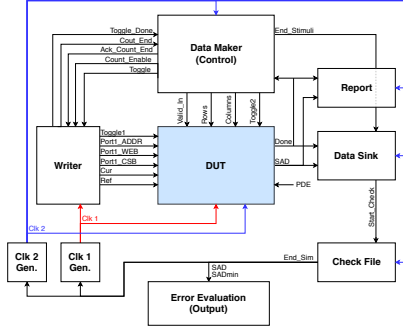 Toggle_Done
Cout_End
Ack_Count_End
Count_Enable
Toggle
Data Maker
(Control)
End_Stimuli
Valid_In
Rows
Columns
Toggle2
Report
Writer
Toggle1
Port1_ADDR
Port1_WEB
Port1_CSB
Cur
Ref
DUT
Done
SAD
PDE
Data Sink
Clk 1
Clk 2
Start_Check
Clk 2
Gen.
Clk 1
Gen.
End_Sim
Check File
SAD
SADmin
Error Evaluation
(Output)